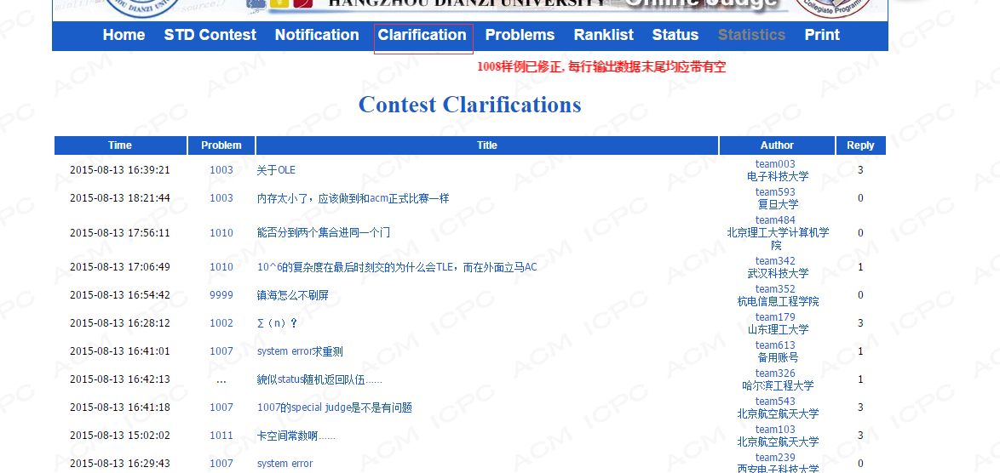 HANGZHOU DIANZI UNIVERSITY Online Judge
Collegiate Programm
Home STD Contest Notification Clarification Problems Ranklist Status Statistics Print
1008样例已修正, 每行输出数据末尾均应带有空
Contest Clarifications
Time Problem Title Author Reply
2015-08-13 16:39:21 1003 关于OLE team003 3
电子科技大学
2015-08-13 18:21:44 1003 内存太小了，应该做到和acm正式比赛一样 team593 0
复旦大学
2015-08-13 17:56:11 1010 能否分到两个集合进同一个门 team484 0
北京理工大学计算机学
院
2015-08-13 17:06:49 1010 10^6的复杂度在最后时刻交的为什么会TLE，而在外面立马AC team342 1
武汉科技大学
2015-08-13 16:54:42 9999 镇海怎么不刷屏 team352 0
杭电信息工程学院
2015-08-13 16:28:12 1002 ∑（n）？ team179 3
山东理工大学
2015-08-13 16:41:01 1007 system error求重测 team613 1
备用账号
2015-08-13 16:42:13 ... 貌似status随机返回队伍...... team326 1
哈尔滨工程大学
2015-08-13 16:41:18 1007 1007的special judge是不是有问题 team543 3
北京航空航天大学
2015-08-13 15:02:02 1011 卡空间常数啊...... team103 3
北京航空航天大学
2015-08-13 16:29:43 1007 system error team239 0
西安电子科技大学
ACM ICPC